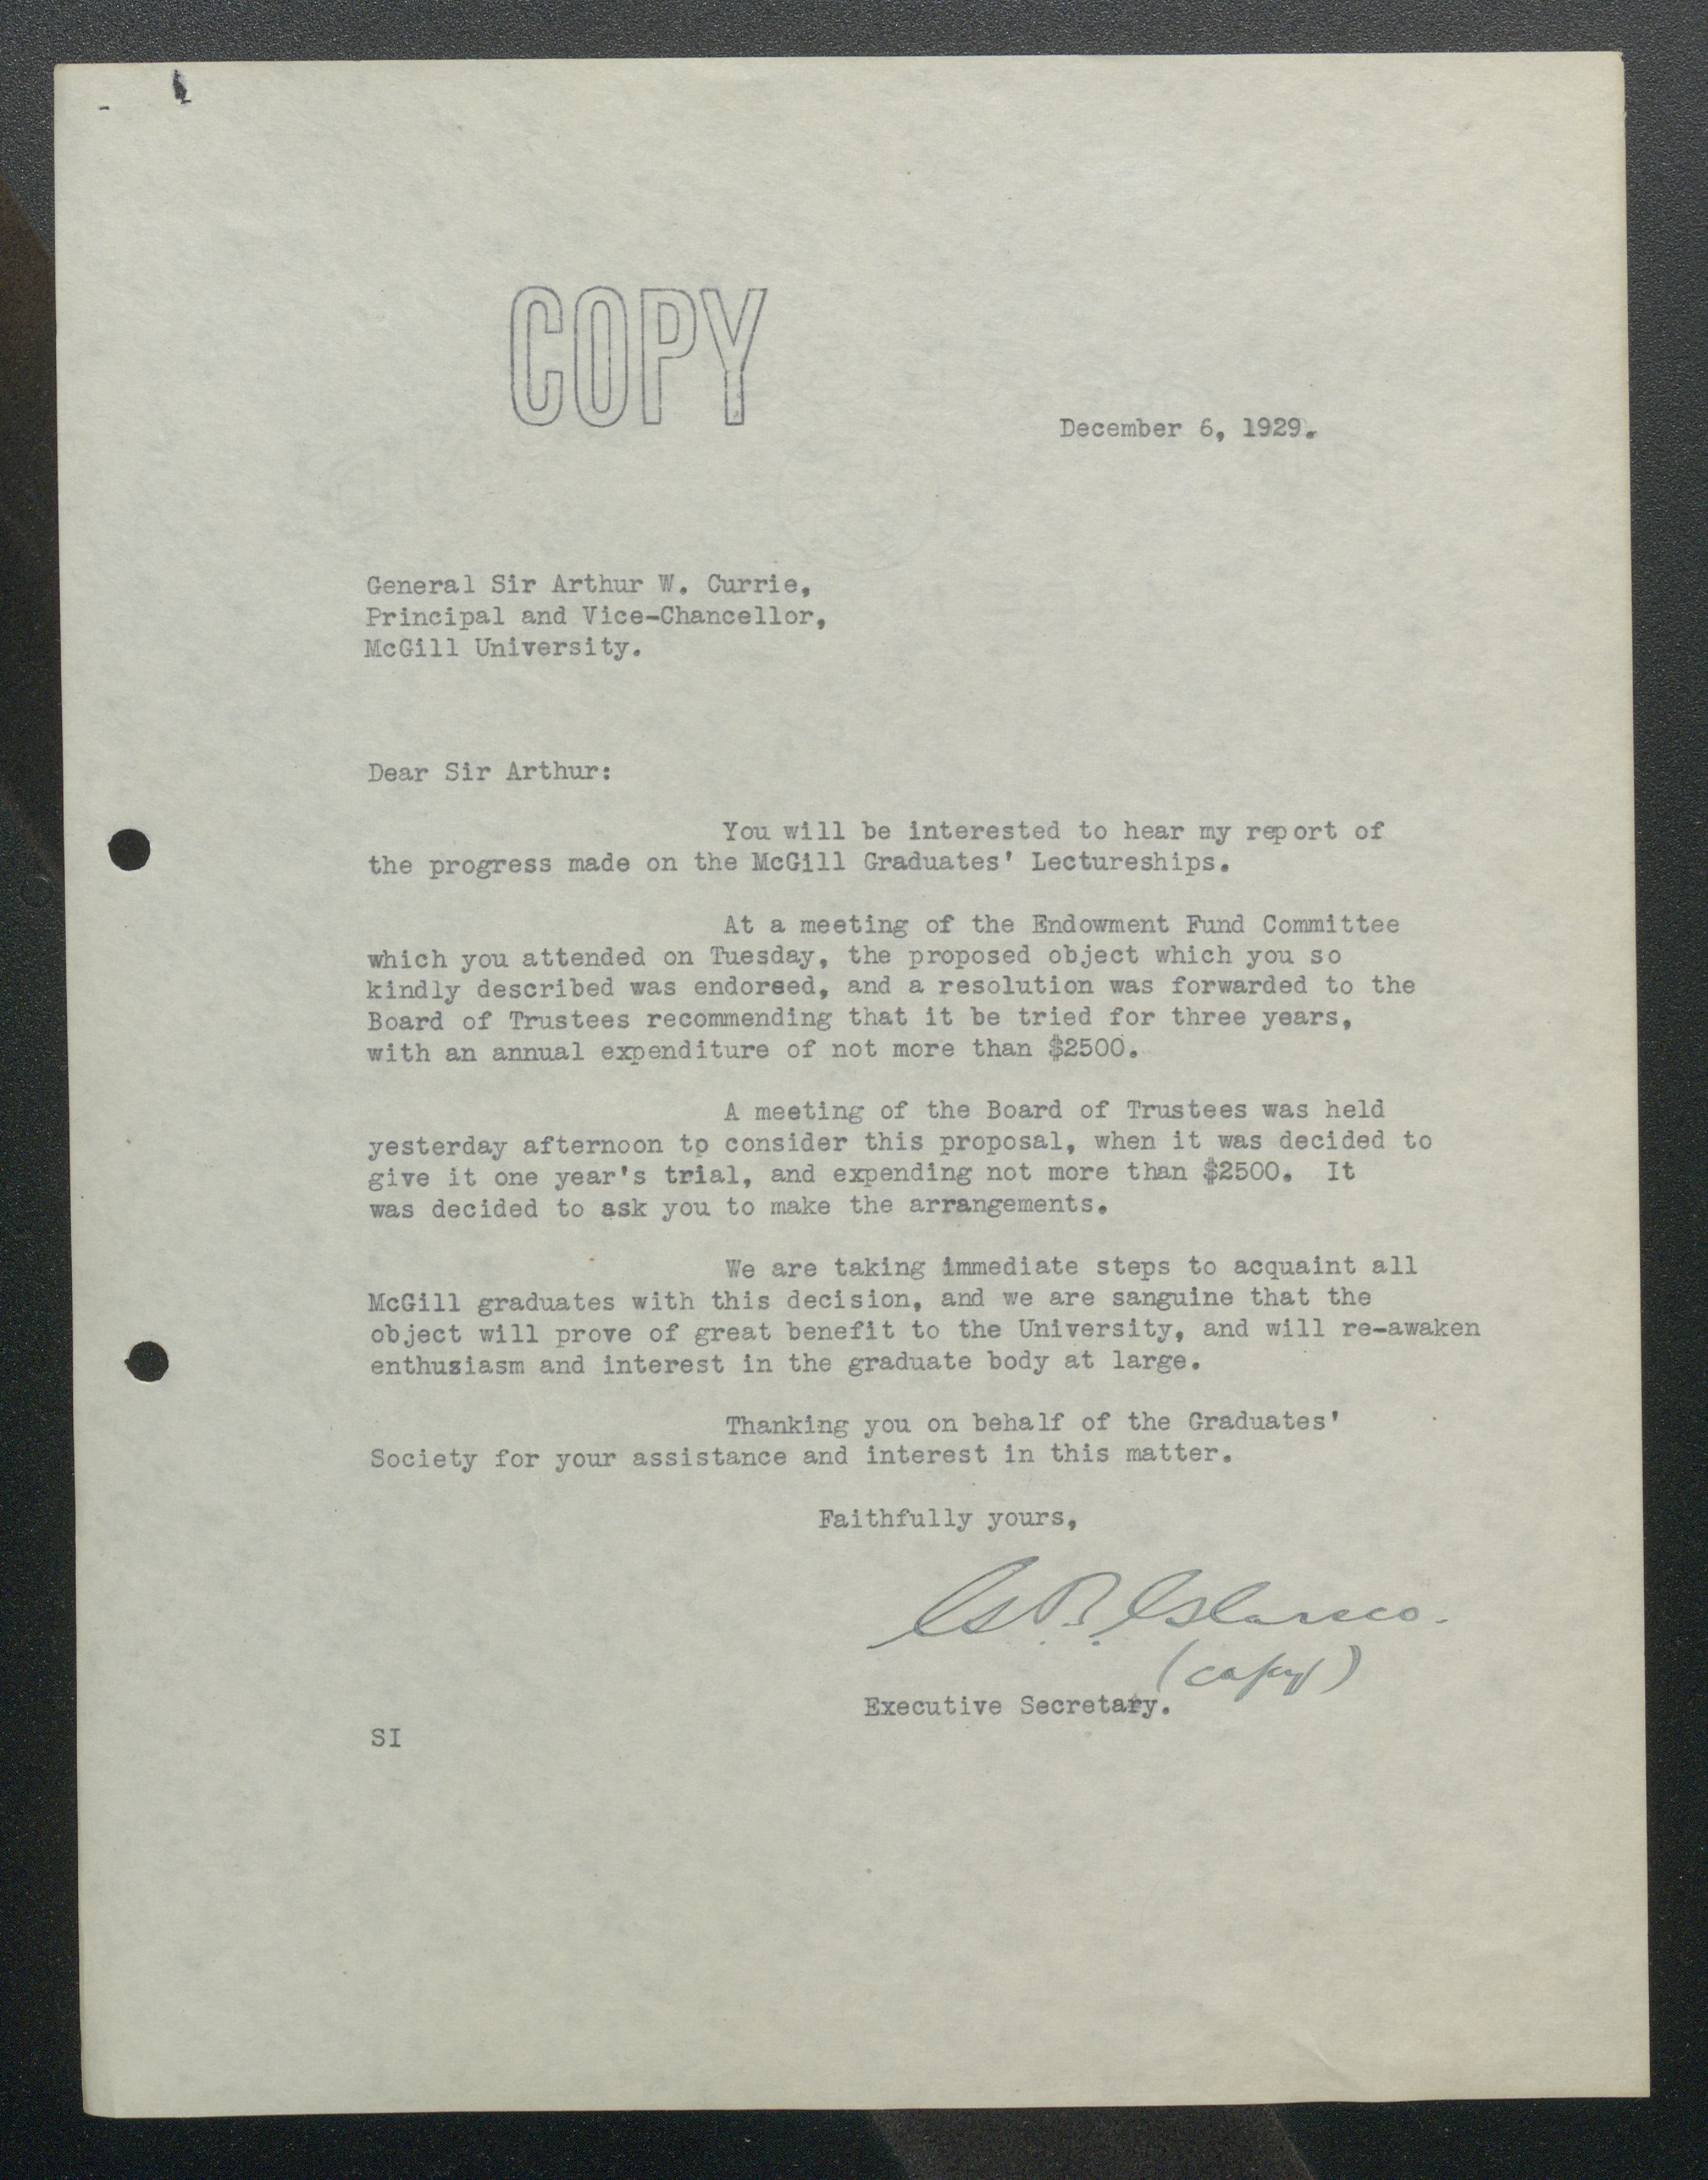 COPY
December 6, 1929.
General Sir Arthur W. Currie,
Principal and Vice-Chancellor,
McGill University.
Dear Sir Arthur:
You will be interested to hear my report of
the progress made on the McGill Graduates' Lectureships.
At a meeting of the Endowment Fund Committee
which you attended on Tuesday, the proposed object which you so
kindly described was endorsed, and a resolution was forwarded to the
Board of Trustees recommending that it be tried for three years,
with an annual expenditure of not more than $2500.
A meeting of the Board of Trustees was held
yesterday afternoon to consider this proposal, when it was decided to
give it one year's trial, and expending not more than $2500. It
was decided to ask you to make the arrangements.
We are taking immediate steps to acquaint all
McGill graduates with this decision, and we are sanguine that the
object will prove of great benefit to the University, and will re-awaken
enthusiasm and interest in the graduate body at large.
Thanking you on behalf of the Graduates'
Society for your assistance and interest in this matter.
Faithfully yours,
(copy)
Executive Secretary.
SI